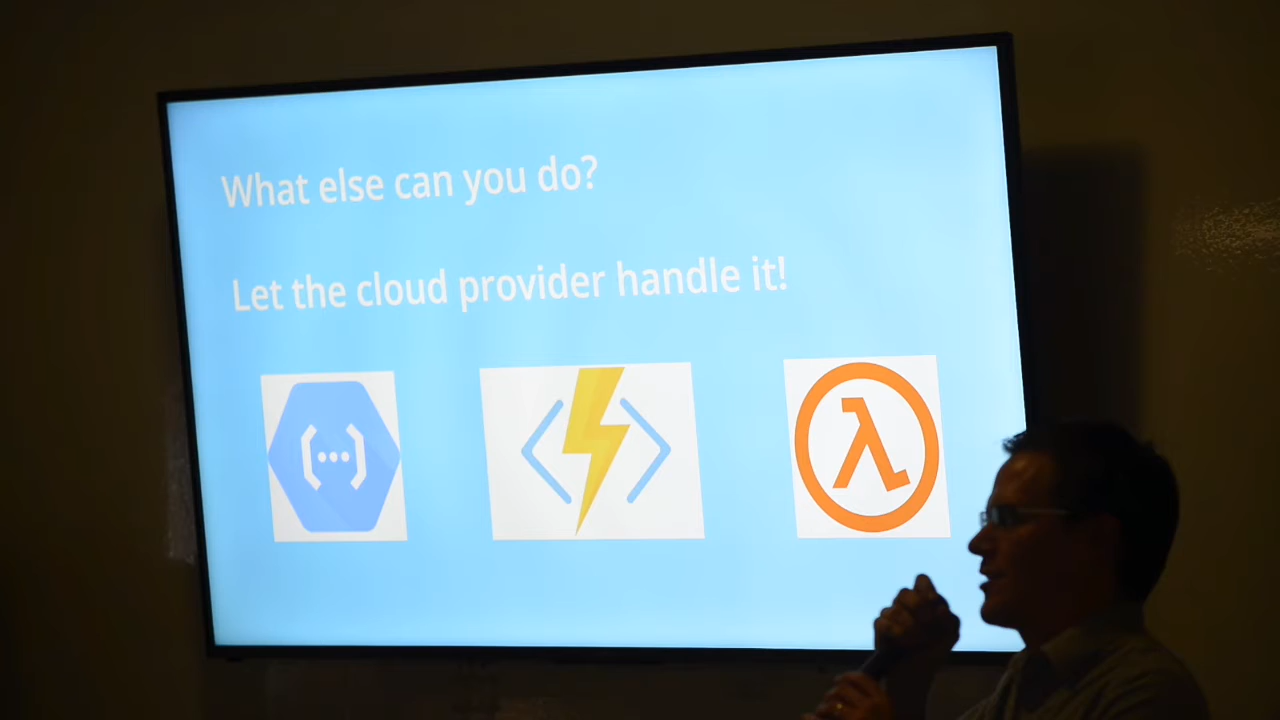 What else can you do?
Let the cloud provider handle it!
(...)
< >
λ